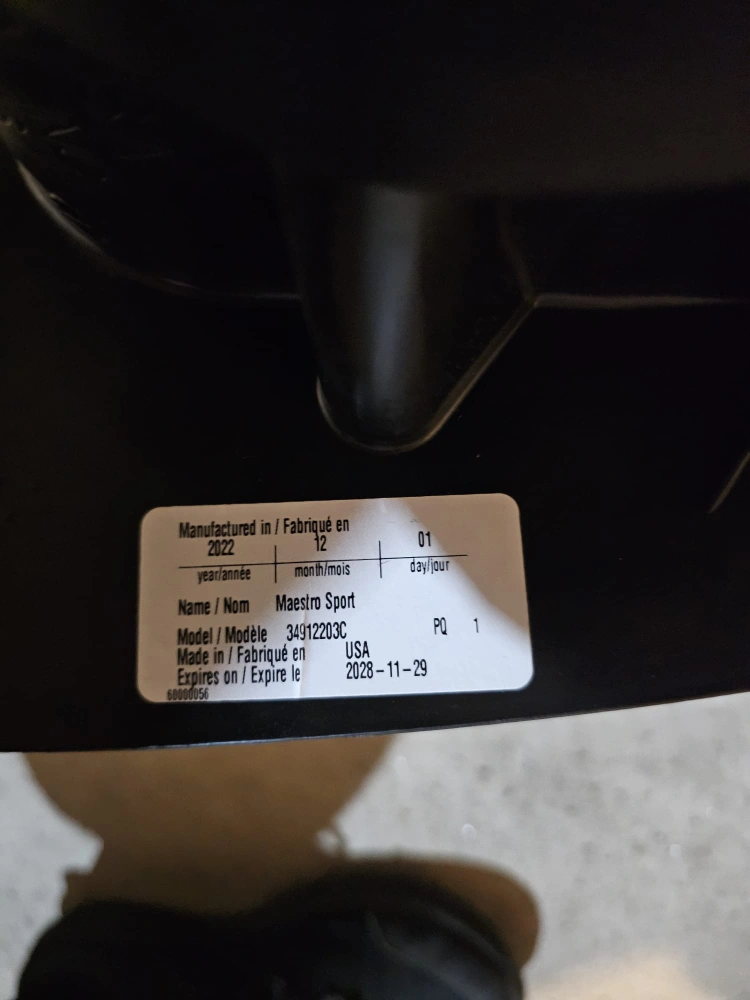 Manufactured in / Fabriqué en
2022 12 01
year/année month/mois day/jour
Name / Nom Maestro Sport
Model / Modèle 34912203C PQ 1
Made in / Fabriqué en USA
Expires on / Expire le 2028-11-29
60000056